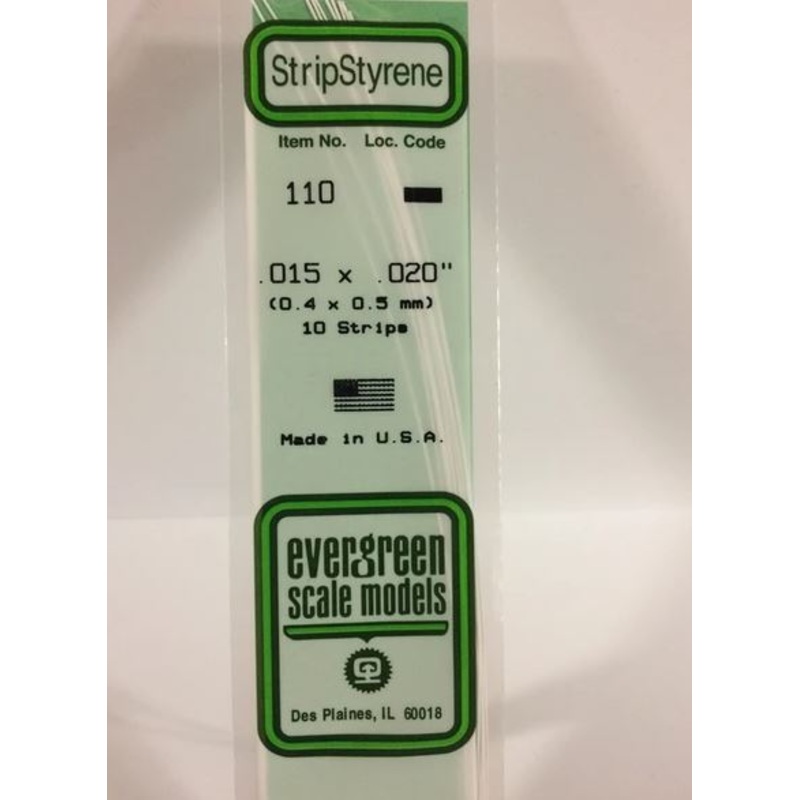 StripStyrene
Item No. Loc. Code
110
.015 x .020"
(0.4 x 0.5 mm)
10 Strips
Made in U.S.A.
evergreen
scale models
Des Plaines, IL 60018